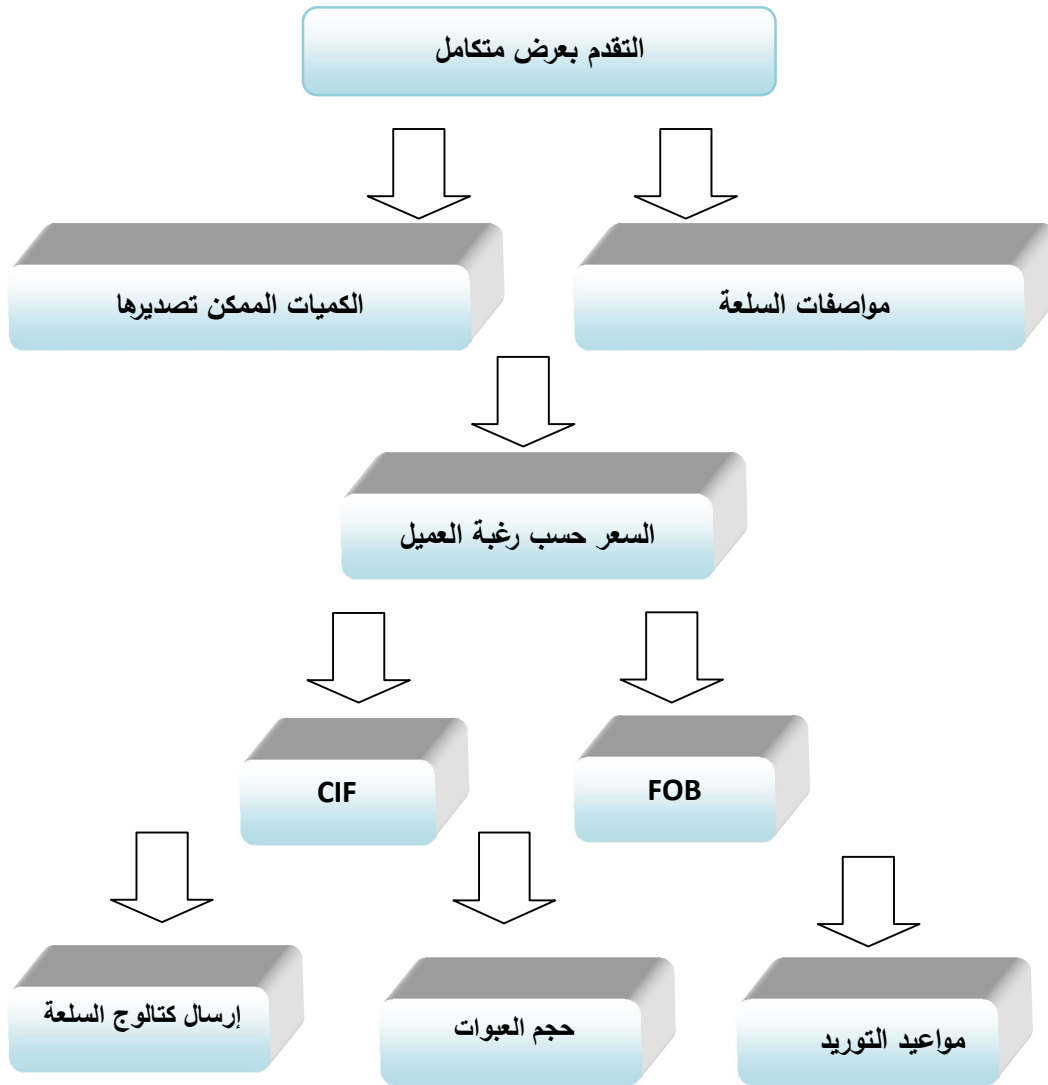 التقدم بعرض متكامل
مواصفات السلعة
الكميات الممكن تصديرها
السعر حسب رغبة العميل
FOB
CIF
مواعيد التوريد
حجم العبوات
إرسال كتالوج السلعة